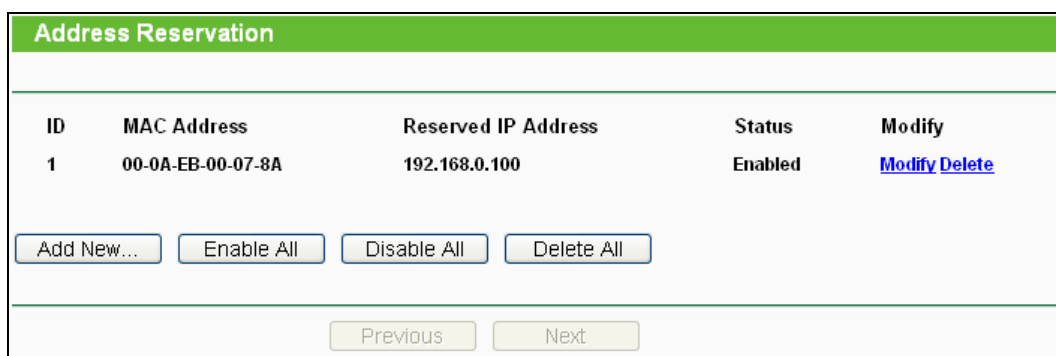 Address Reservation
ID MAC Address Reserved IP Address Status Modify
1 00-0A-EB-00-07-8A 192.168.0.100 Enabled Modify Delete
Add New... Enable All Disable All Delete All
Previous Next